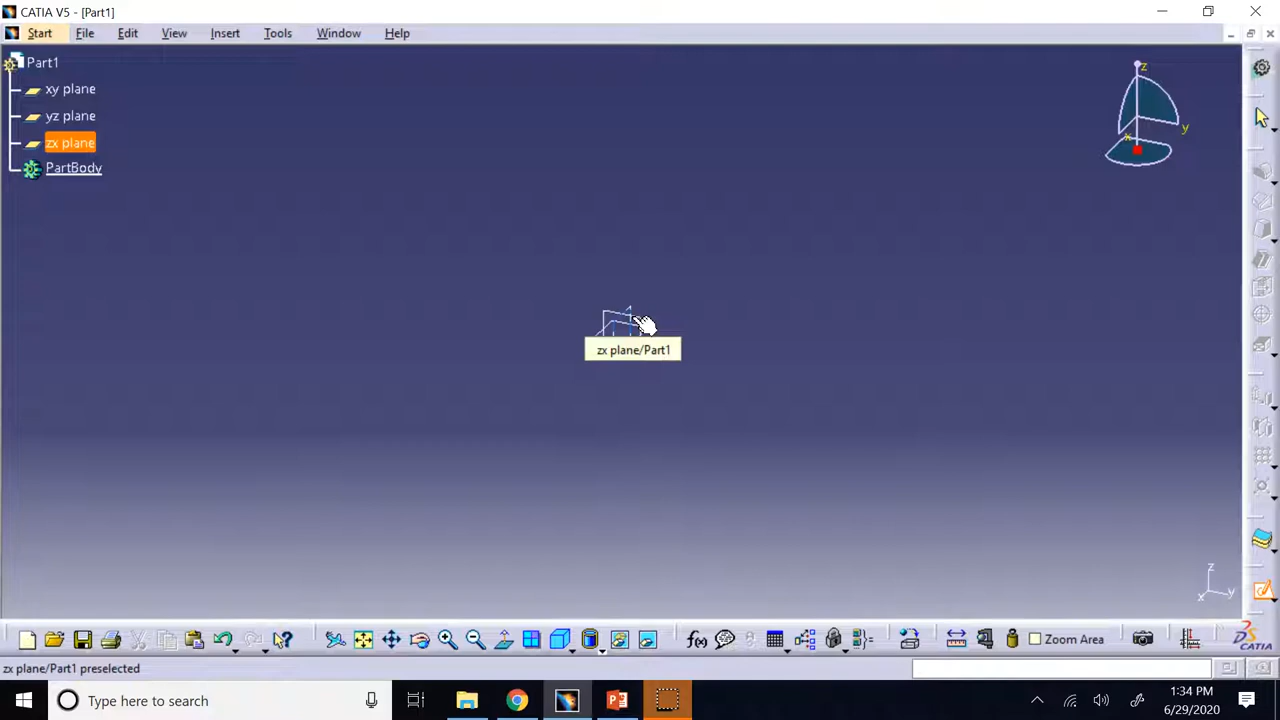 CATIA V5 - [Part1]
Start File Edit View Insert Tools Window Help
Part1
xy plane
yz plane
zx plane
PartBody
z
y
x
zx plane/Part1
z
y
x
f(x)
Zoom Area
CATIA
zx plane/Part1 preselected
Type here to search
1:34 PM
6/29/2020